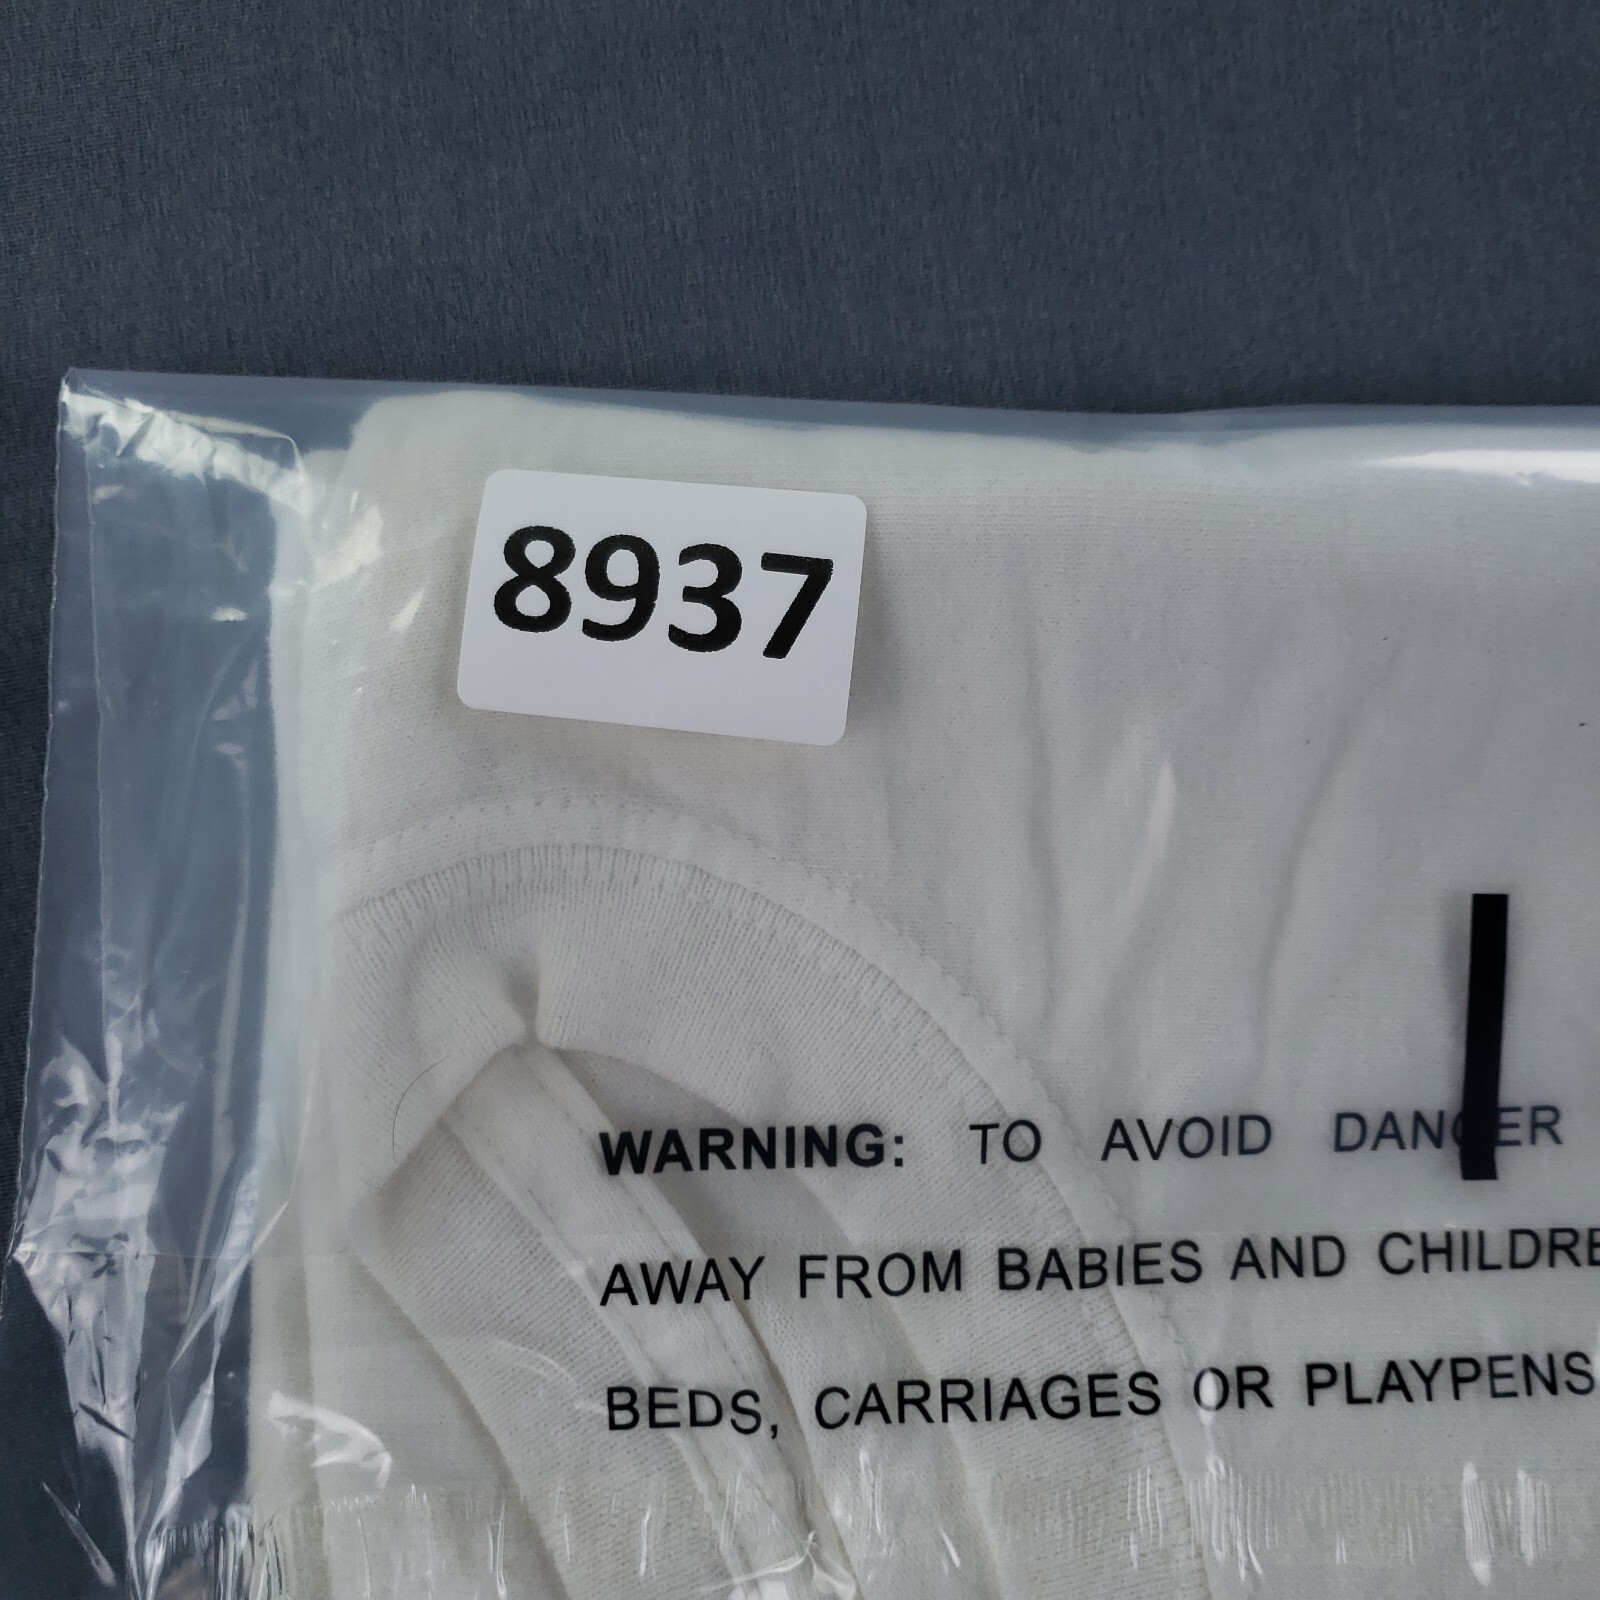 8937
WARNING: TO AVOID DANGER
AWAY FROM BABIES AND CHILDRE
BEDS, CARRIAGES OR PLAYPENS